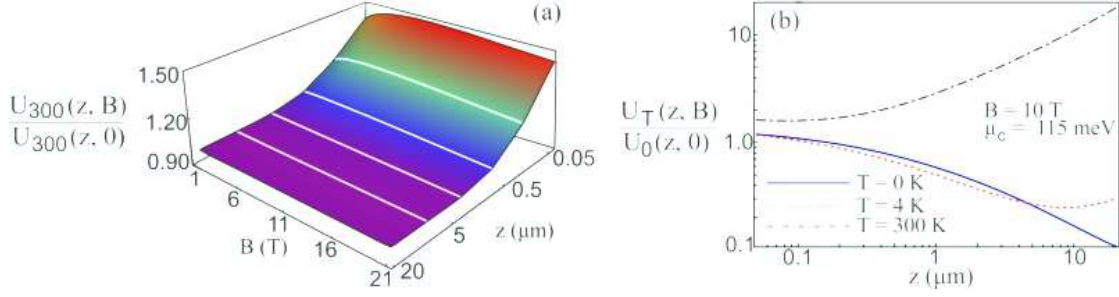 (a)
1.50
1.20
0.90
U300(z, B)
U300(z, 0)
1
6
11
16
21
B (T)
20
5
0.5
0.05
z (μm)
(b)
10
1.0
0.1
UT(z, B)
U0(z, 0)
B = 10 T
μc = 115 meV
T = 0 K
T = 4 K
T = 300 K
0.1
1
10
z (μm)